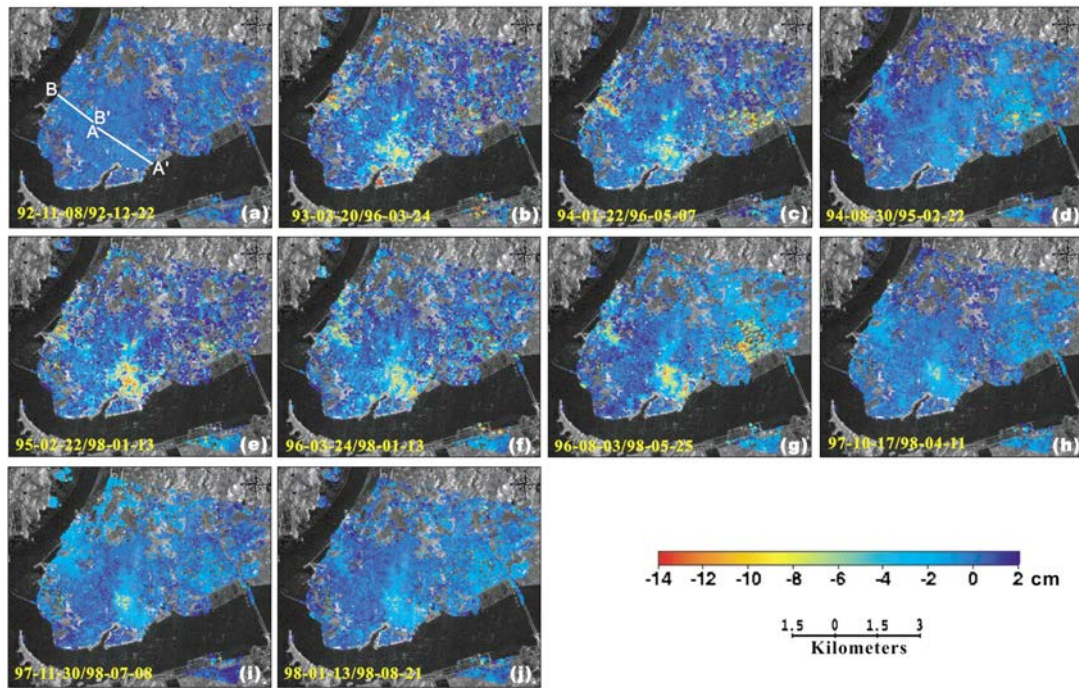 B
B'
A
A'
92-11-08/92-12-22 (a)
93-03-20/96-03-24 (b)
94-01-22/96-05-07 (c)
94-08-30/95-02-22 (d)
95-02-22/98-01-13 (e)
96-03-24/98-01-13 (f)
96-08-03/98-05-25 (g)
97-10-17/98-04-11 (h)
97-11-30/98-07-08 (i)
98-01-13/98-08-21 (j)
-14 -12 -10 -8 -6 -4 -2 0 2 cm
1.5 0 1.5 3
Kilometers